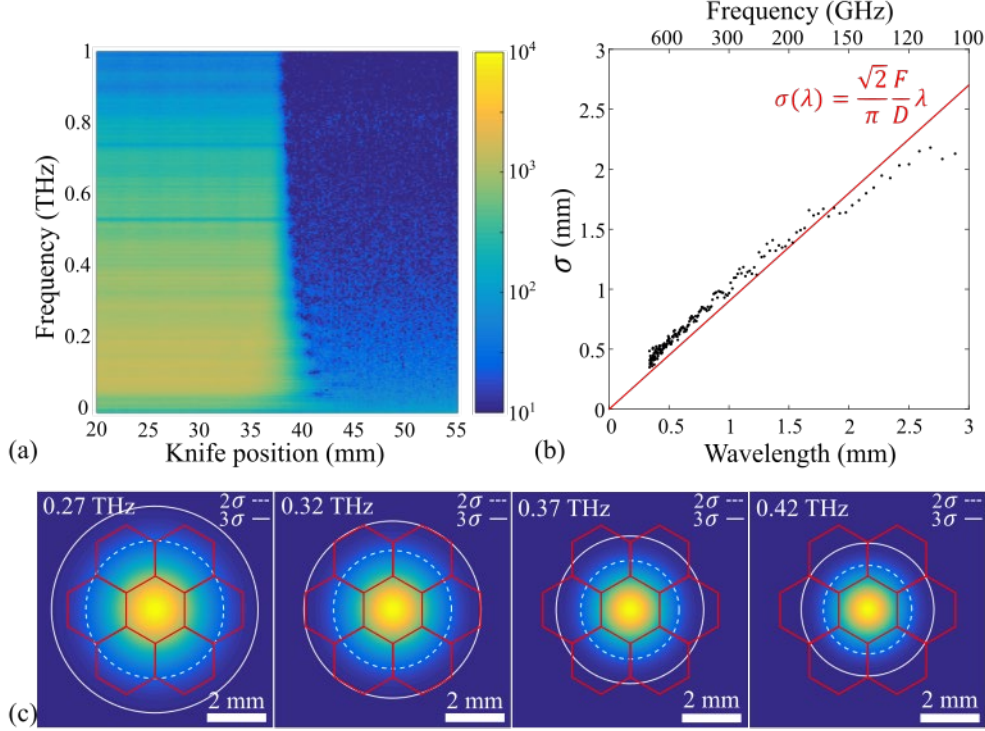 1
0.8
0.6
0.4
0.2
0
Frequency (THz)
20 25 30 35 40 45 50 55
Knife position (mm)
10⁴
10³
10²
10¹
(a)
Frequency (GHz)
600 300 200 150 120 100
3
2.5
2
1.5
1
0.5
0
σ (mm)
σ(λ) = √2/π F/D λ
0 0.5 1 1.5 2 2.5 3
Wavelength (mm)
(b)
0.27 THz 2σ ---
3σ —
2 mm
0.32 THz 2σ ---
3σ —
2 mm
0.37 THz 2σ ---
3σ —
2 mm
0.42 THz 2σ ---
3σ —
2 mm
(c)